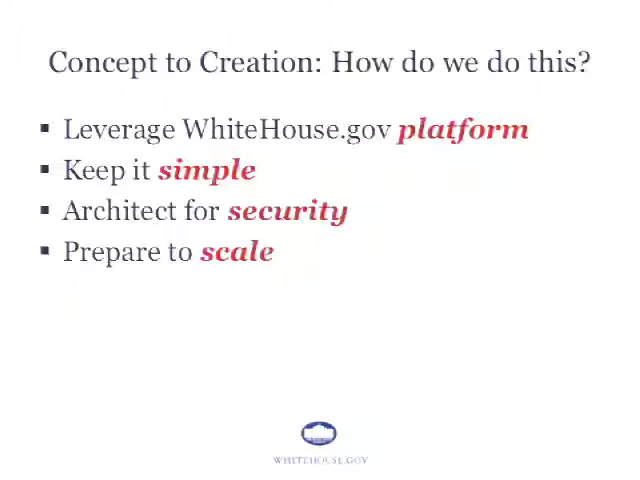 Concept to Creation: How do we do this?
▪ Leverage WhiteHouse.gov platform
▪ Keep it simple
▪ Architect for security
▪ Prepare to scale
WHITEHOUSE.GOV